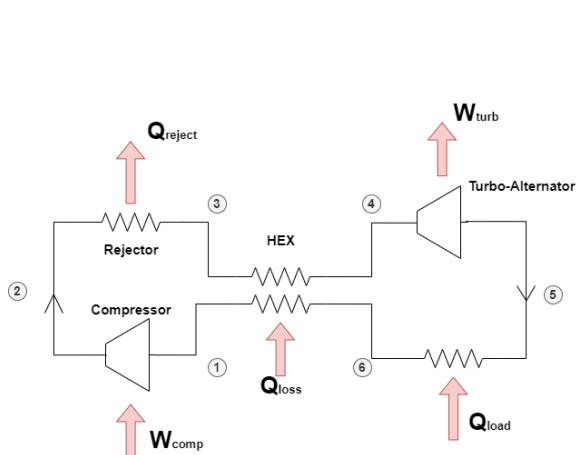 Wturb
Qreject
Turbo-Alternator
3
4
HEX
Rejector
2
5
Compressor
1
6
Qloss
Qload
Wcomp